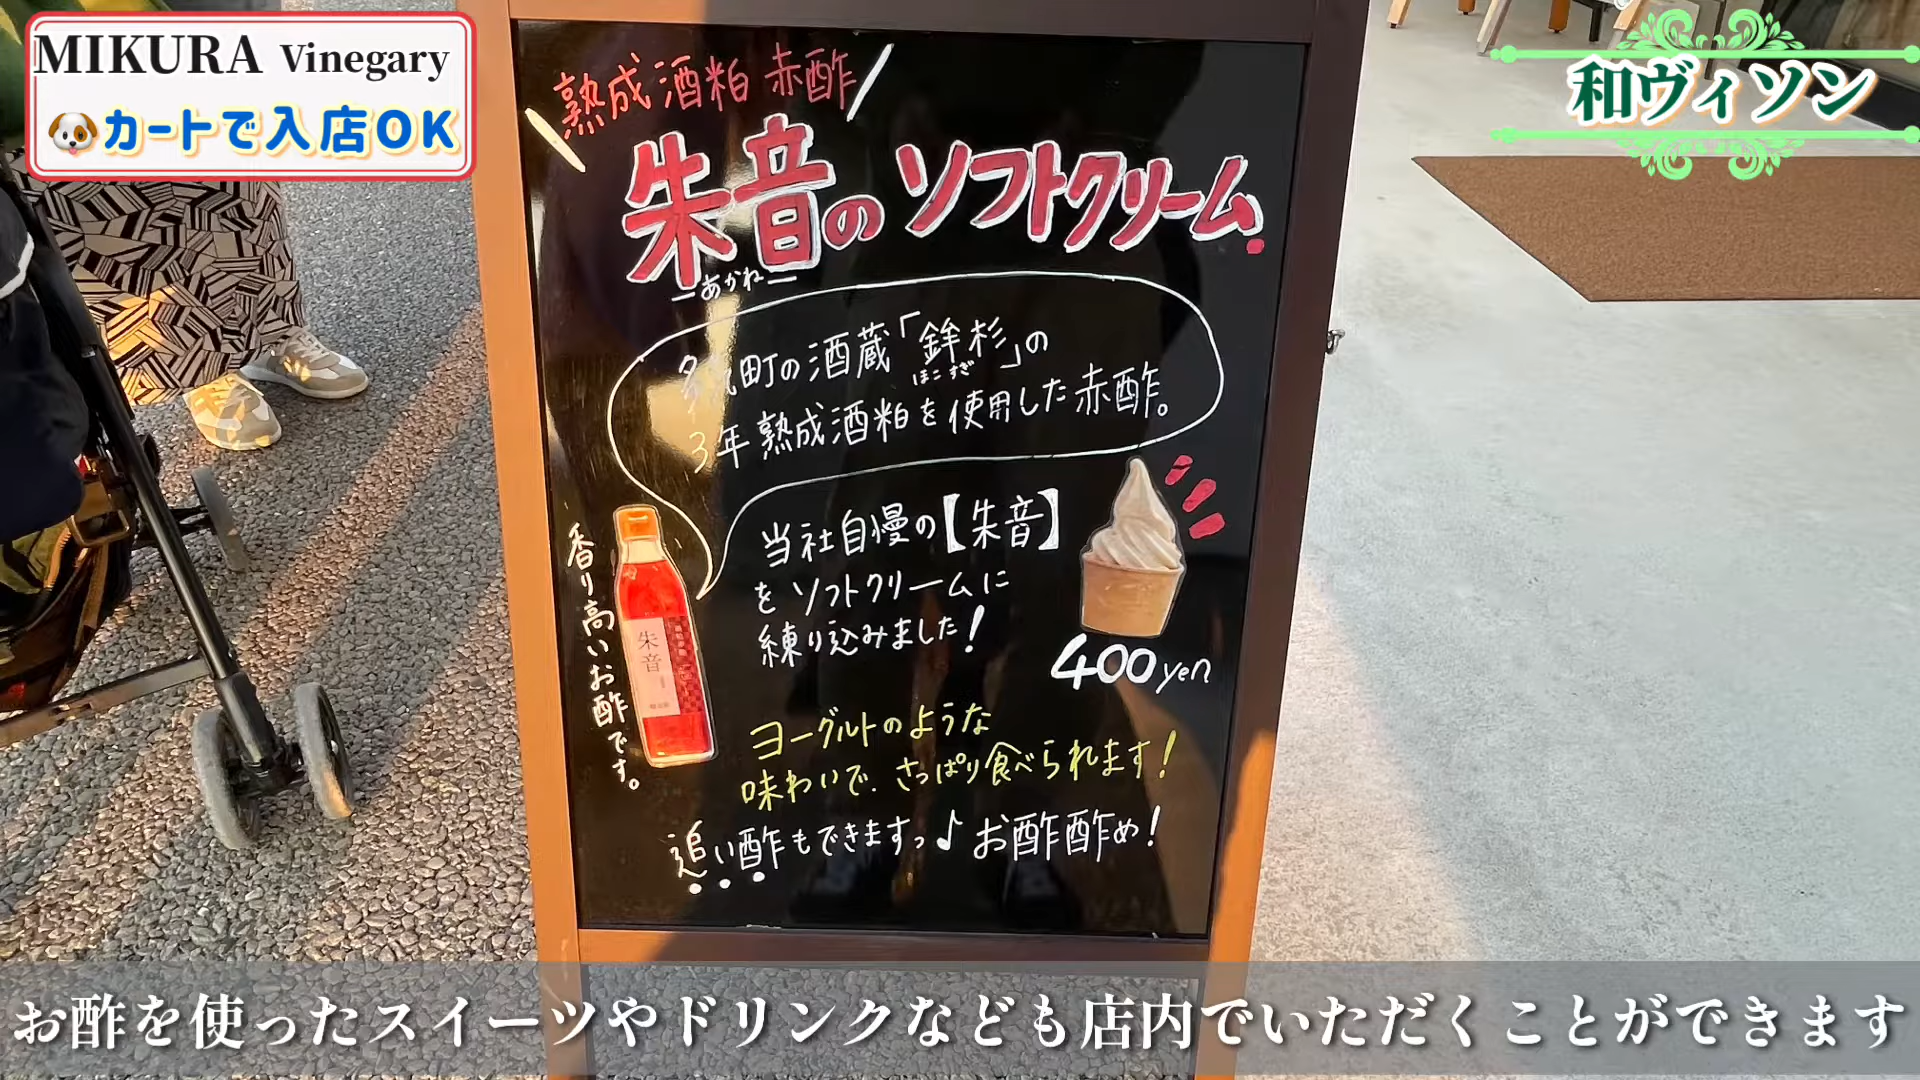 MIKURA Vinegary
カートで入店OK
和ヴィソン
熟成酒粕 赤酢
朱音のソフトクリーム
ーあかねー
多気町の酒蔵「鉾杉」の
ほこすぎ
3年熟成酒粕を使用した赤酢。
香り高いお酢です。
朱音
当社自慢の【朱音】
をソフトクリームに
練り込みました!
400yen
ヨーグルトのような
味わいで、さっぱり食べられます!
追い酢もできますっ♪お酢酢め!
お酢を使ったスイーツやドリンクなども店内でいただくことができます